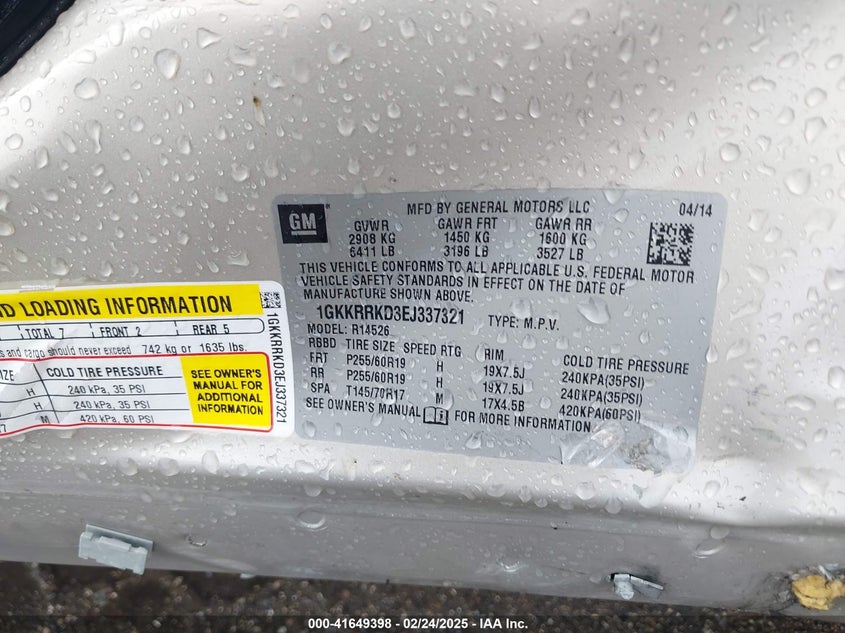 GM
MFD BY GENERAL MOTORS LLC 04/14
GVWR GAWR FRT GAWR RR
2908 KG 1450 KG 1600 KG
6411 LB 3196 LB 3527 LB
THIS VEHICLE CONFORMS TO ALL APPLICABLE U.S. FEDERAL MOTOR
VEHICLE SAFETY STANDARDS IN EFFECT ON THE DATE OF
MANUFACTURE SHOWN ABOVE.
1GKKRRKD3EJ337321 TYPE: M.P.V.
MODEL: R14526
RBBD TIRE SIZE SPEED RTG RIM COLD TIRE PRESSURE
FRT P255/60R19 H 19X7.5J 240KPA(35PSI)
RR P255/60R19 H 19X7.5J 240KPA(35PSI)
SPA T145/70R17 M 17X4.5B 420KPA(60PSI)
SEE OWNER'S MANUAL FOR MORE INFORMATION
LOADING INFORMATION
TOTAL 7 FRONT 2 REAR 5
and cargo should never exceed 742 kg or 1635 lbs.
COLD TIRE PRESSURE
H 240 kPa, 35 PSI
H 240 kPa, 35 PSI
M 420 kPa, 60 PSI
SEE OWNER'S
MANUAL FOR
ADDITIONAL
INFORMATION
1GKKRRKD3EJ337321
000-41649398 - 02/24/2025 - IAA Inc.